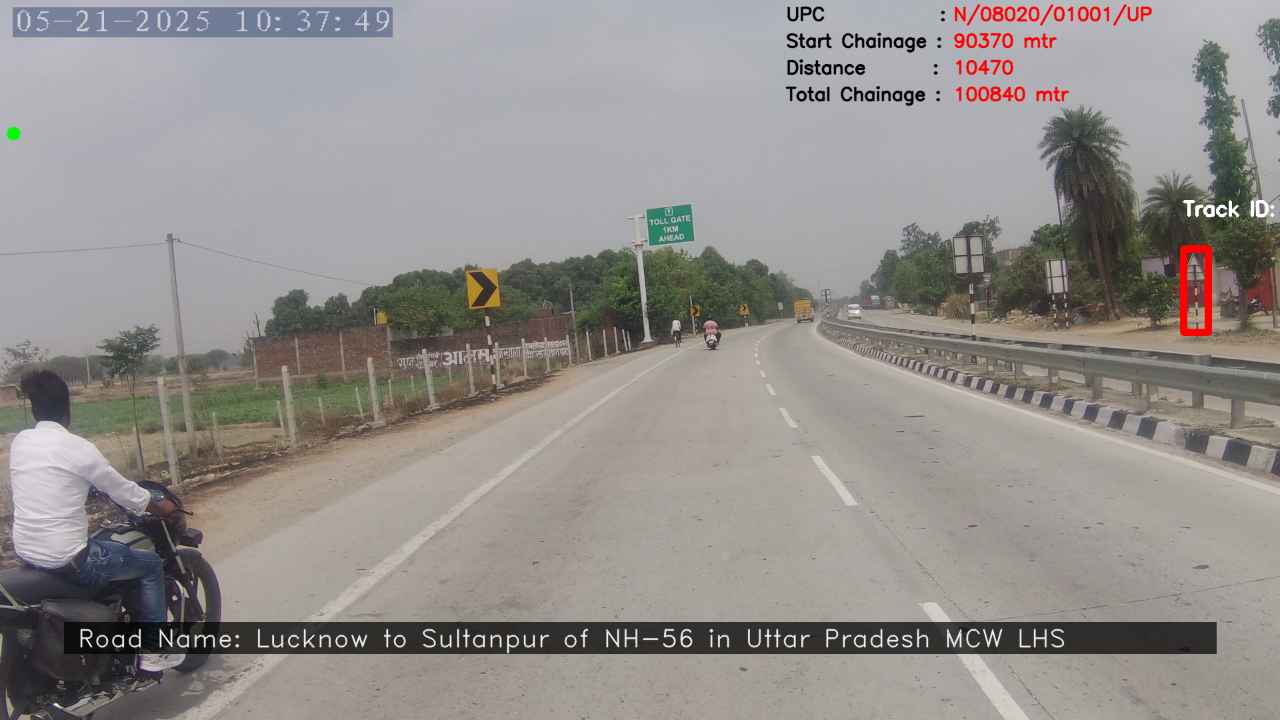 05-21-2025 10:37:49
UPC : N/08020/01001/UP
Start Chainage : 90370 mtr
Distance : 10470
Total Chainage : 100840 mtr
Track ID:
TOLL GATE
1KM
AHEAD
आलम
Road Name: Lucknow to Sultanpur of NH-56 in Uttar Pradesh MCW LHS